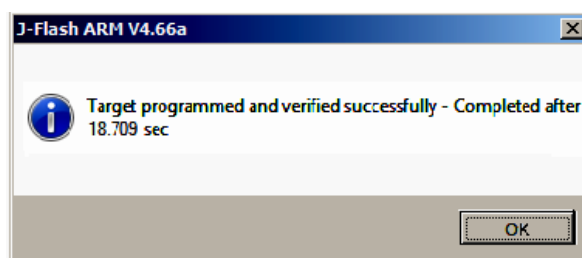 J-Flash ARM V4.66a
Target programmed and verified successfully - Completed after
18.709 sec
OK